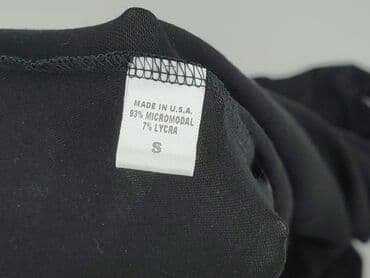 MADE IN U.S.A.
93% MICROMODAL
7% LYCRA
S